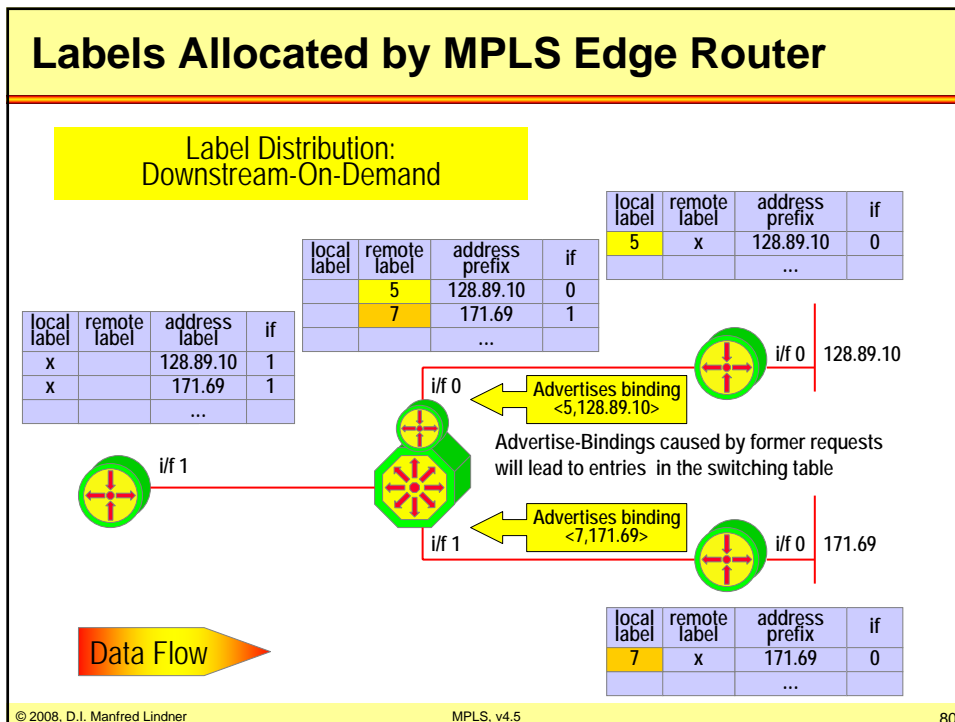 Labels Allocated by MPLS Edge Router
Label Distribution:
Downstream-On-Demand
local label remote label address prefix if
5 x 128.89.10 0
...
local label remote label address prefix if
5 128.89.10 0
7 171.69 1
...
local label remote label address label if
x 128.89.10 1
x 171.69 1
...
i/f 0 128.89.10
i/f 0
Advertises binding
<5,128.89.10>
Advertise-Bindings caused by former requests
will lead to entries in the switching table
i/f 1
Advertises binding
<7,171.69>
i/f 1
i/f 0 171.69
local label remote label address prefix if
7 x 171.69 0
...
Data Flow
© 2008, D.I. Manfred Lindner
MPLS, v4.5
80